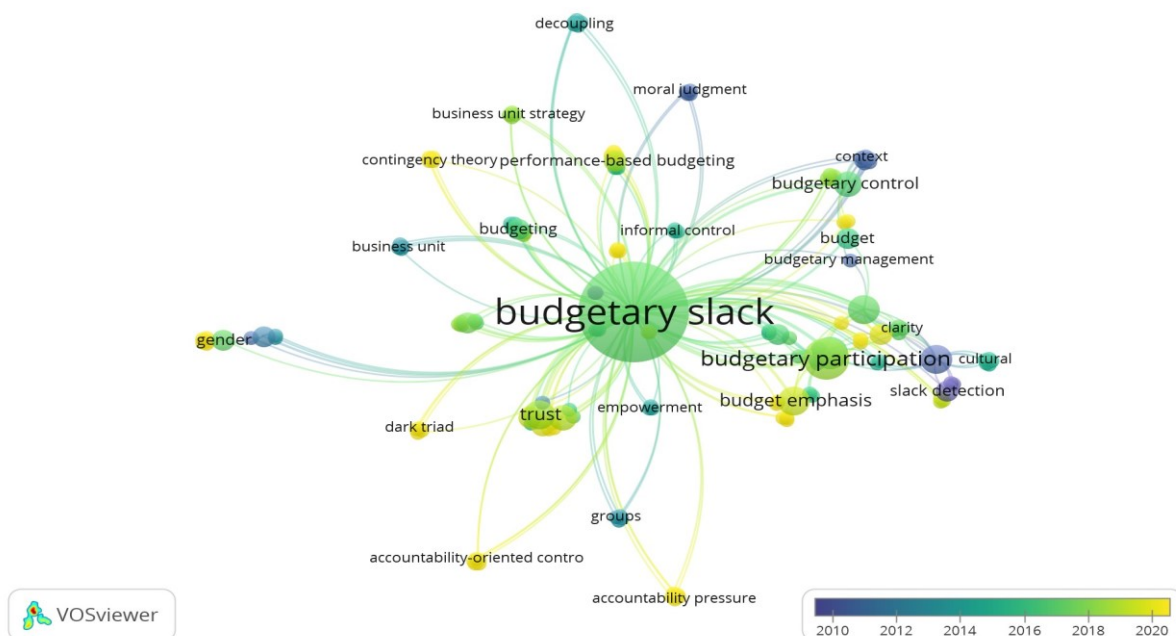 decoupling
moral judgment
business unit strategy
contingency theory
performance-based budgeting
context
budgetary control
budgeting
informal control
business unit
budget
budgetary management
budgetary slack
clarity
gender
budgetary participation
cultural
slack detection
budget emphasis
trust
empowerment
dark triad
groups
accountability-oriented contro
accountability pressure
VOSviewer
2010 2012 2014 2016 2018 2020